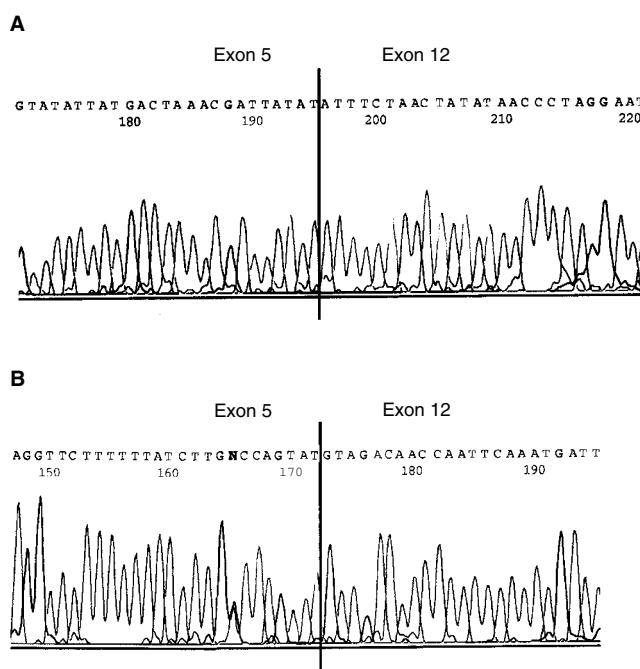 A
Exon 5 Exon 12
GTATATTATGACTAAACGATTATATATTTCTAACTATATAACCCTAGGAAT
180 190 200 210 220
B
Exon 5 Exon 12
AGGTTCTTTTTTATCTTGNCCAGTATGTAGACAACCAATTCAAATGATT
150 160 170 180 190